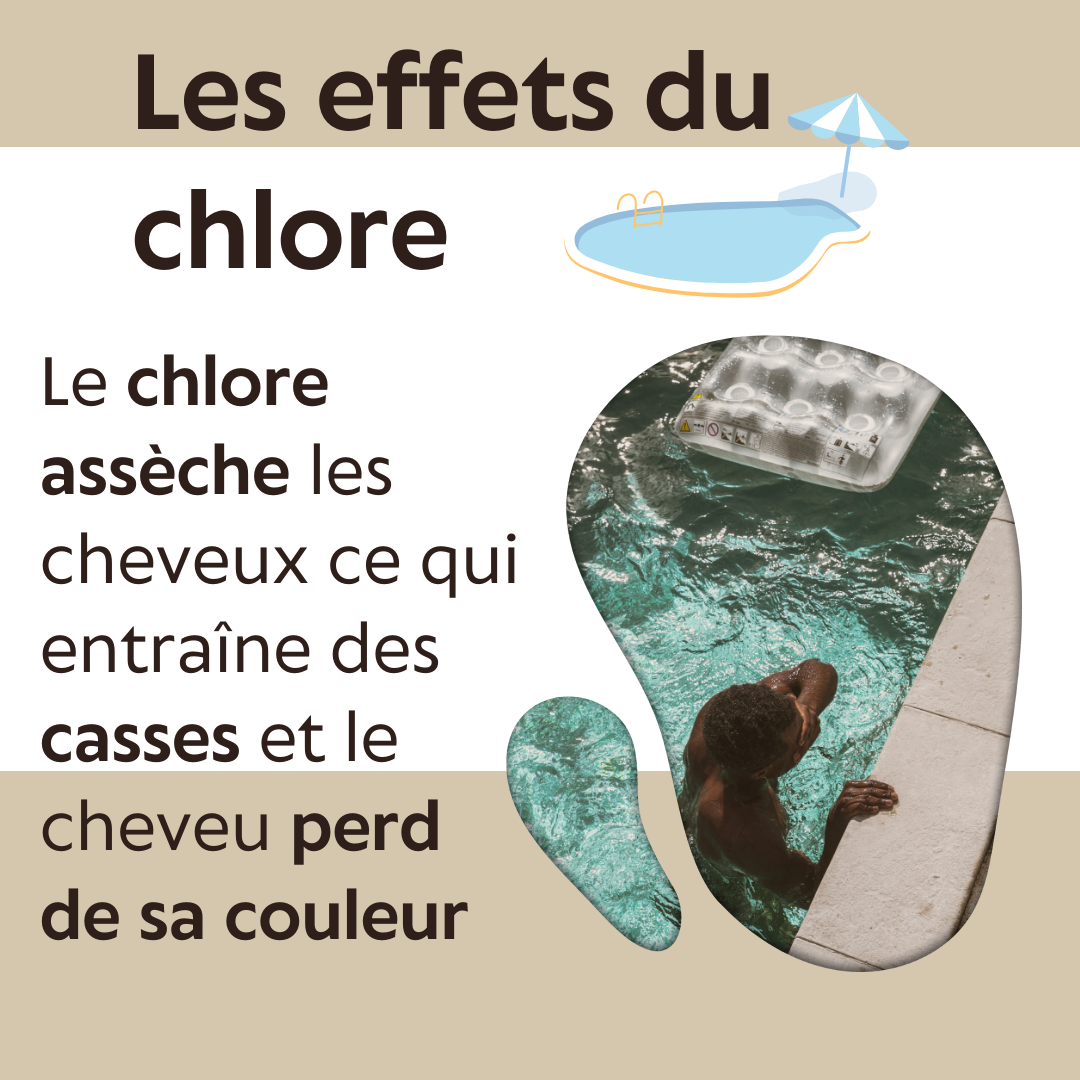 Les effets du
chlore
Le chlore
assèche les
cheveux ce qui
entraîne des
casses et le
cheveu perd
de sa couleur